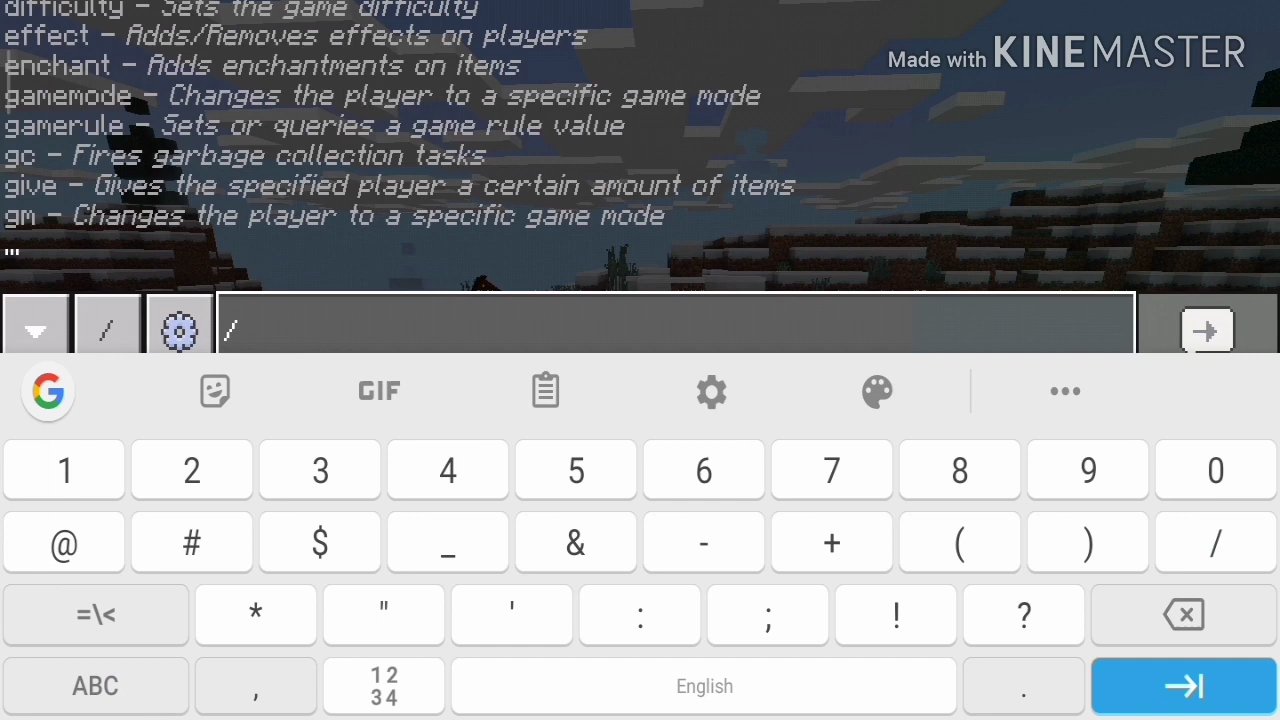 difficulty - Sets the game difficulty
effect - Adds/Removes effects on players
enchant - Adds enchantments on items
gamemode - Changes the player to a specific game mode
gamerule - Sets or queries a game rule value
gc - Fires garbage collection tasks
give - Gives the specified player a certain amount of items
gm - Changes the player to a specific game mode
...
Made with KINEMASTER
/
/
GIF
1 2 3 4 5 6 7 8 9 0
@ # $ _ & - + ( ) /
=\< * " ' : ; ! ?
ABC , 12 English .
34